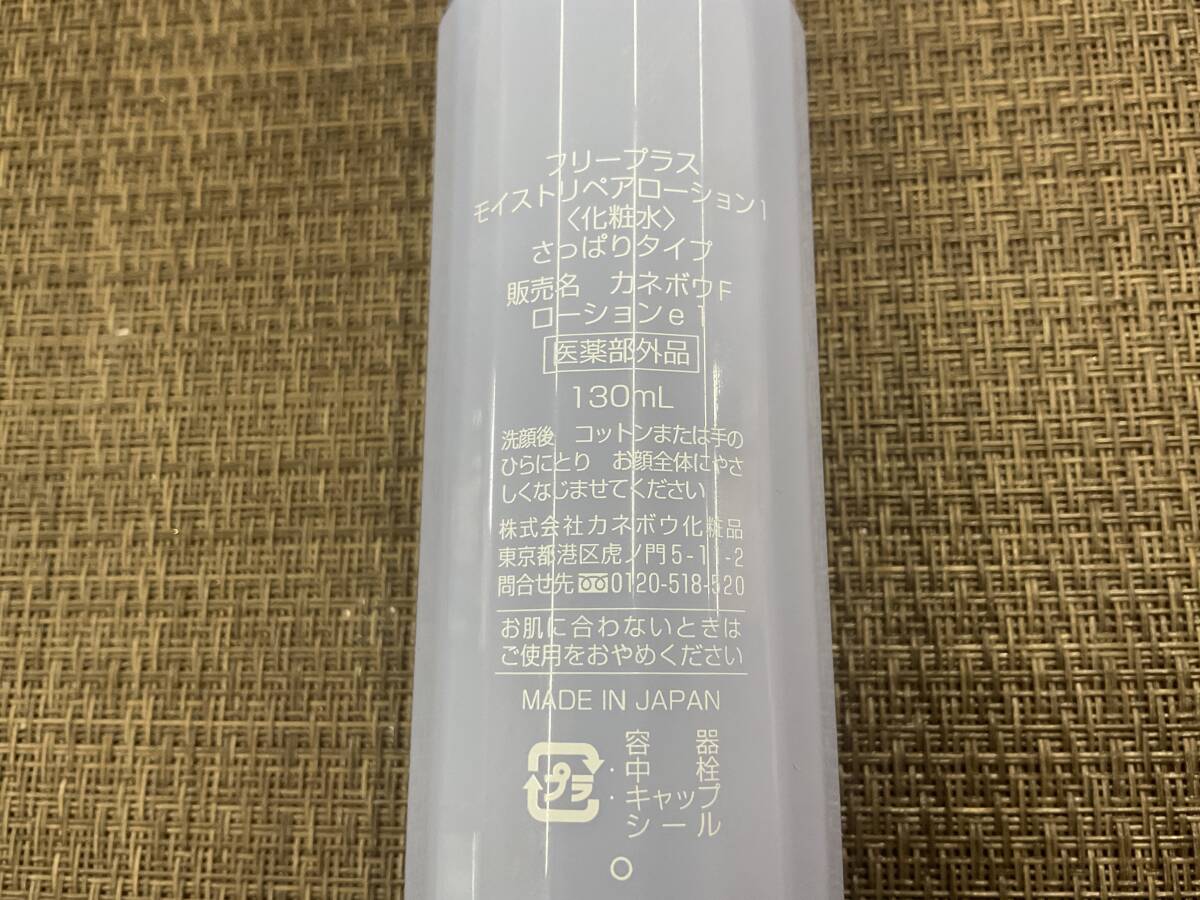 フリープラス
モイストリペアローション1
〈化粧水〉
さっぱりタイプ
販売名 カネボウF
ローションe1
医薬部外品
130mL
洗顔後 コットンまたは手の
ひらにとり お顔全体にやさ
しくなじませてください
株式会社カネボウ化粧品
東京都港区虎ノ門5-11-2
問合せ先 0120-518-520
お肌に合わないときは
ご使用をおやめください
MADE IN JAPAN
プラ
容器
・中栓
・キャップ
シール